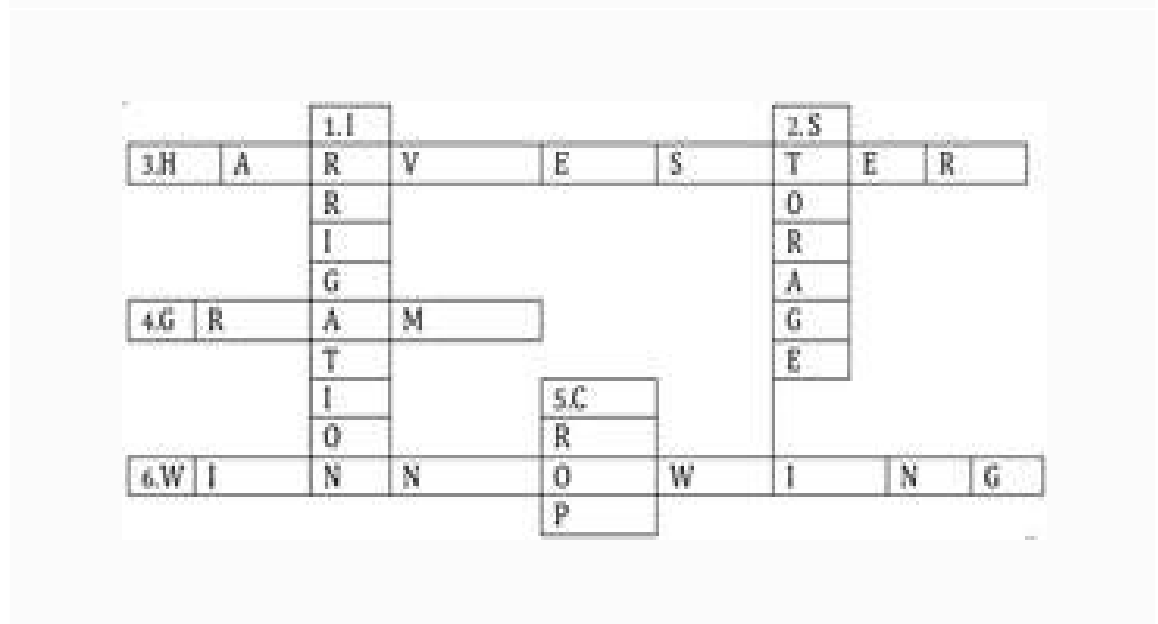 1.I 2.S
3.H A R V E S T E R
R O
I R
G A
4.G R A M G
T E
I 5.C
O R
6.W I N N O W I N G
P